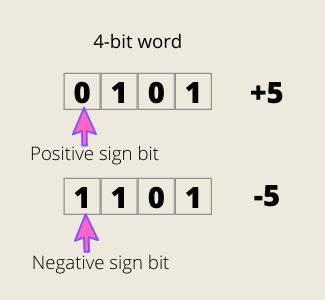 4-bit word
0 1 0 1 +5
Positive sign bit
1 1 0 1 -5
Negative sign bit